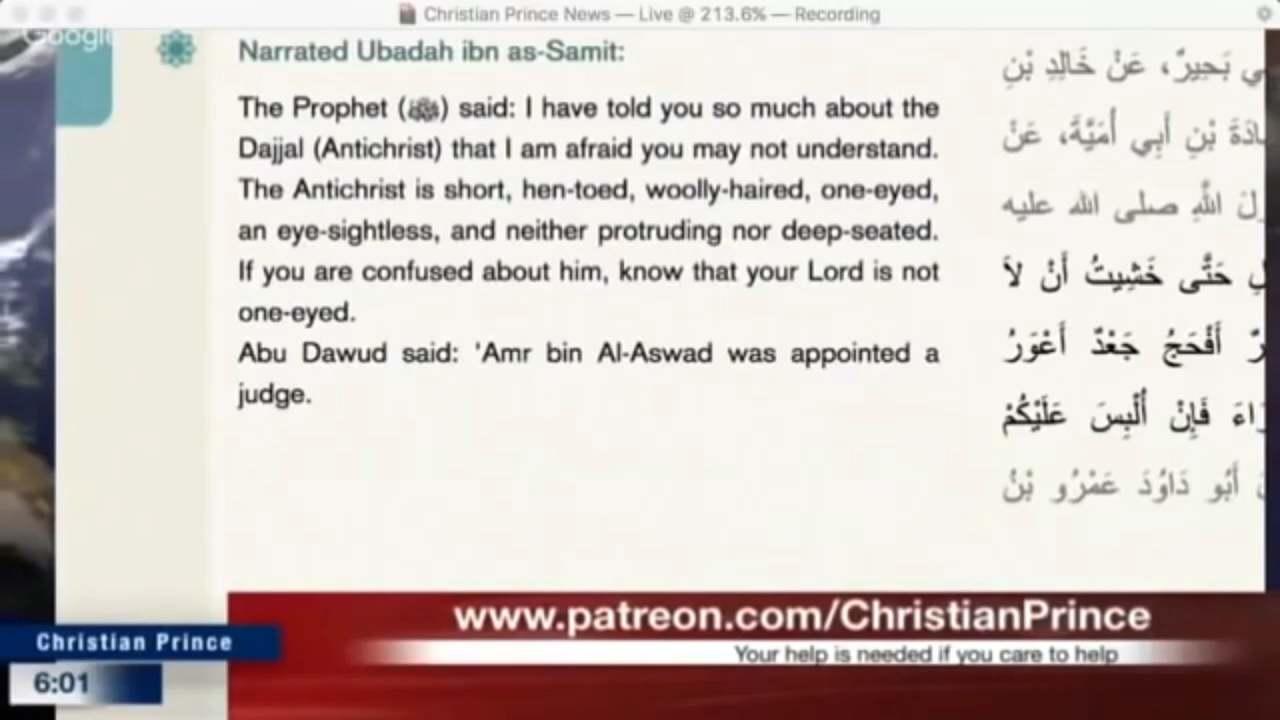 Christian Prince News — Live @ 213.6% — Recording
Google
Narrated Ubadah ibn as-Samit:
The Prophet (ﷺ) said: I have told you so much about the
Dajjal (Antichrist) that I am afraid you may not understand.
The Antichrist is short, hen-toed, woolly-haired, one-eyed,
an eye-sightless, and neither protruding nor deep-seated.
If you are confused about him, know that your Lord is not
one-eyed.
Abu Dawud said: 'Amr bin Al-Aswad was appointed a
judge.
بَحِيرٌ، عَنْ خَالِدِ بْنِ
بْنِ أَبِي أُمَيَّةَ، عَنْ
اللَّهِ صلى الله عليه
حَتَّى خَشِيتُ أَنْ لاَ
أَفْحَجُ جَعْدٌ أَعْوَرُ
فَإِنْ أُلْبِسَ عَلَيْكُمْ
أَبُو دَاوُدَ عَمْرُو بْنُ
www.patreon.com/ChristianPrince
Your help is needed if you care to help
Christian Prince
6:01